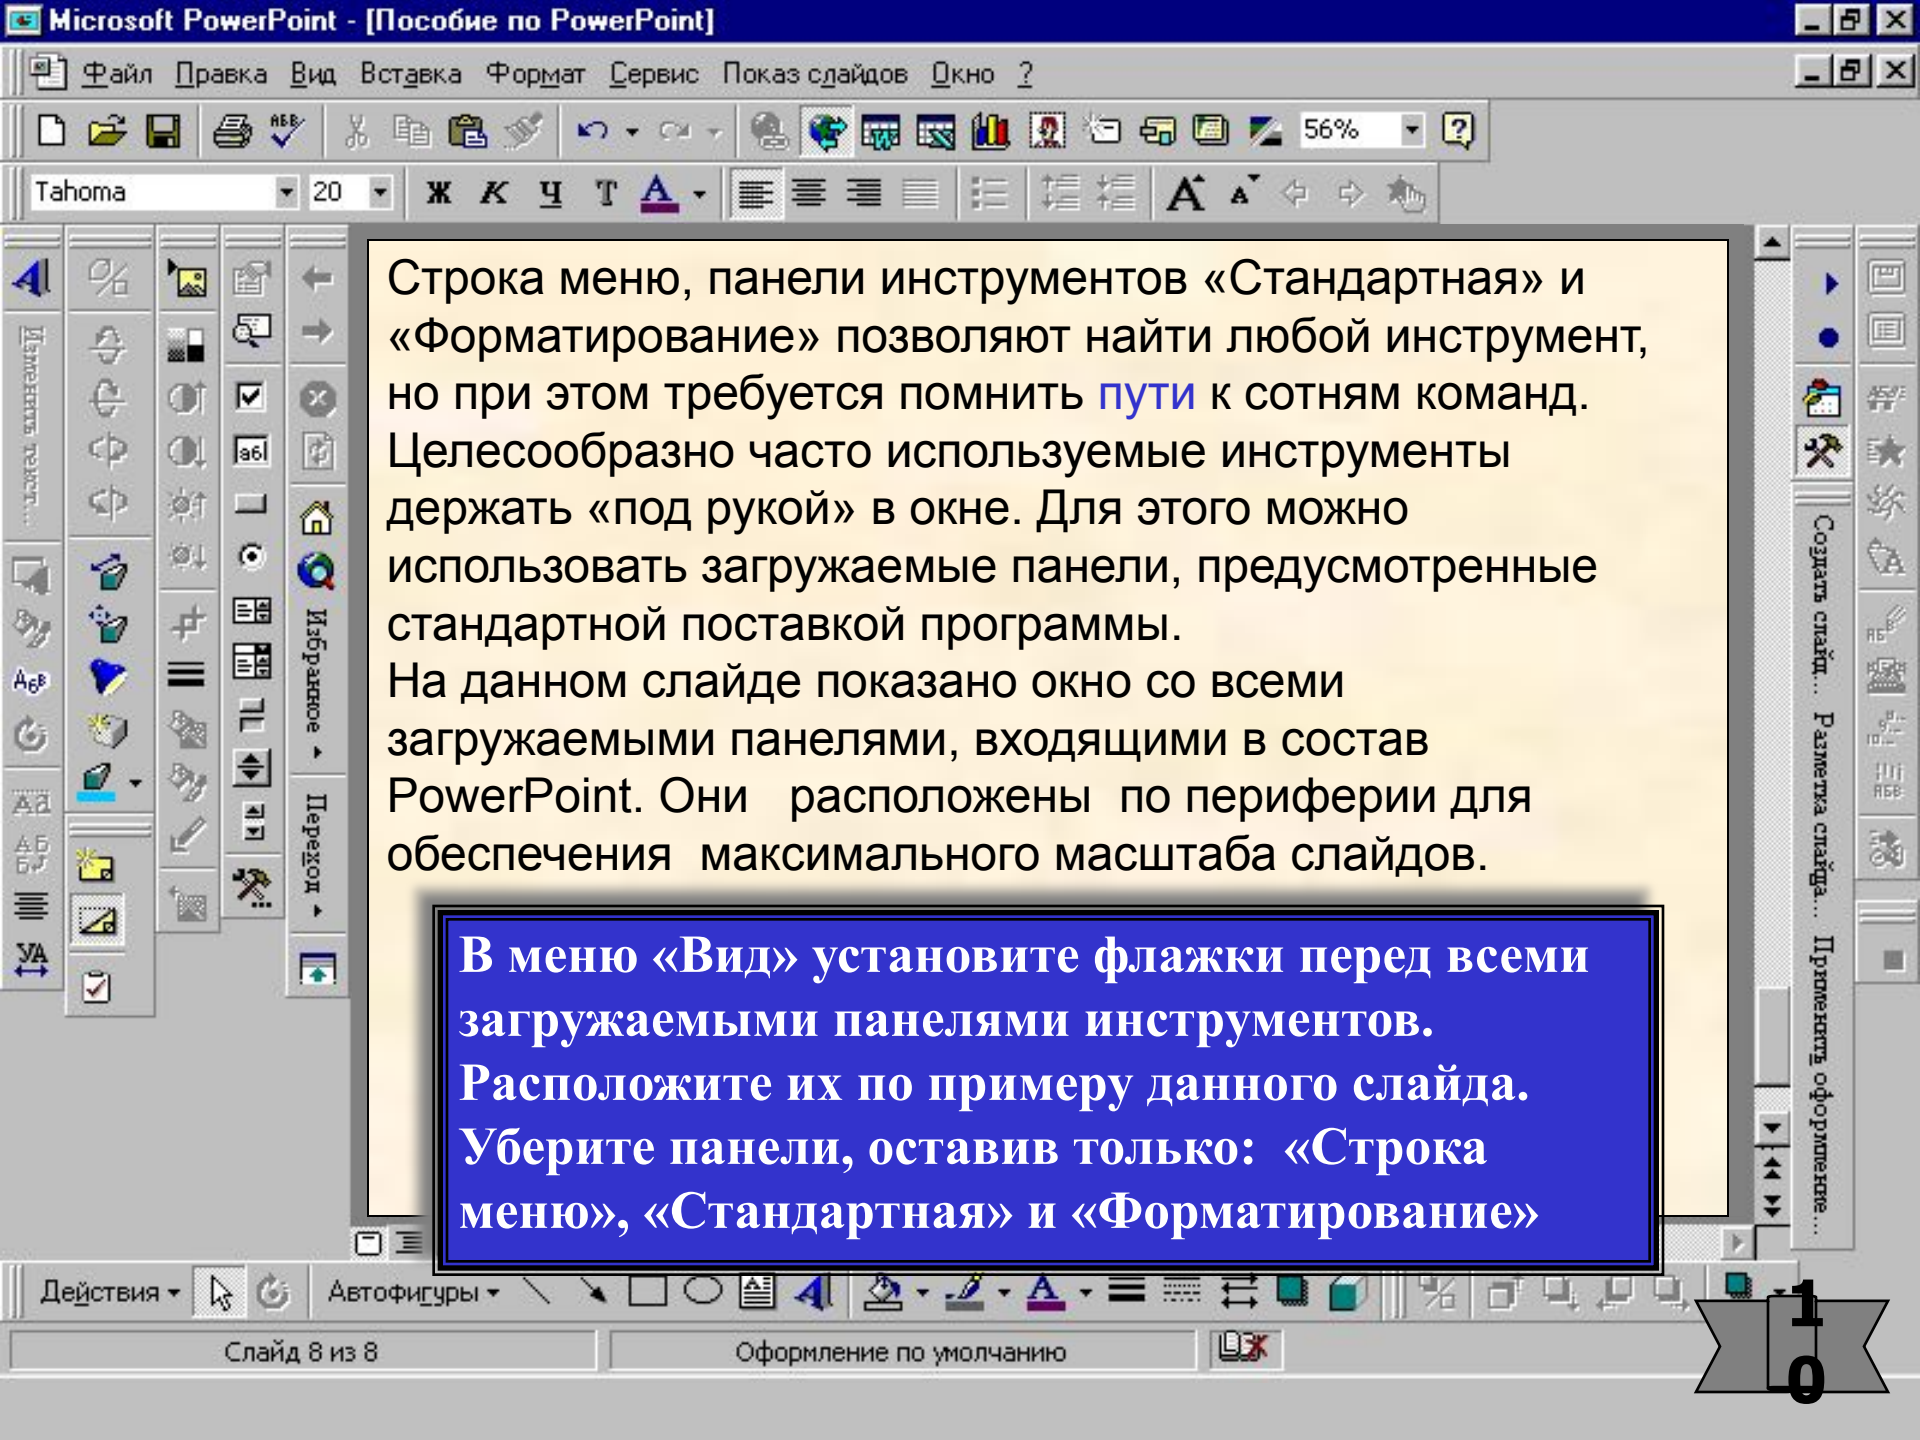 Microsoft PowerPoint - [Пособие по PowerPoint]
Файл Правка Вид Вставка Формат Сервис Показ слайдов Окно ?
56%
Tahoma 20 Ж К Ч
Строка меню, панели инструментов «Стандартная» и
«Форматирование» позволяют найти любой инструмент,
но при этом требуется помнить пути к сотням команд.
Целесообразно часто используемые инструменты
держать «под рукой» в окне. Для этого можно
использовать загружаемые панели, предусмотренные
стандартной поставкой программы.
На данном слайде показано окно со всеми
загружаемыми панелями, входящими в состав
PowerPoint. Они расположены по периферии для
обеспечения максимального масштаба слайдов.
В меню «Вид» установите флажки перед всеми
загружаемыми панелями инструментов.
Расположите их по примеру данного слайда.
Уберите панели, оставив только: «Строка
меню», «Стандартная» и «Форматирование»
Изменить текст...
Избранное
Переход
Создать слайд... Разметка слайда... Применить оформление...
Действия Автофигуры
Слайд 8 из 8 Оформление по умолчанию
10